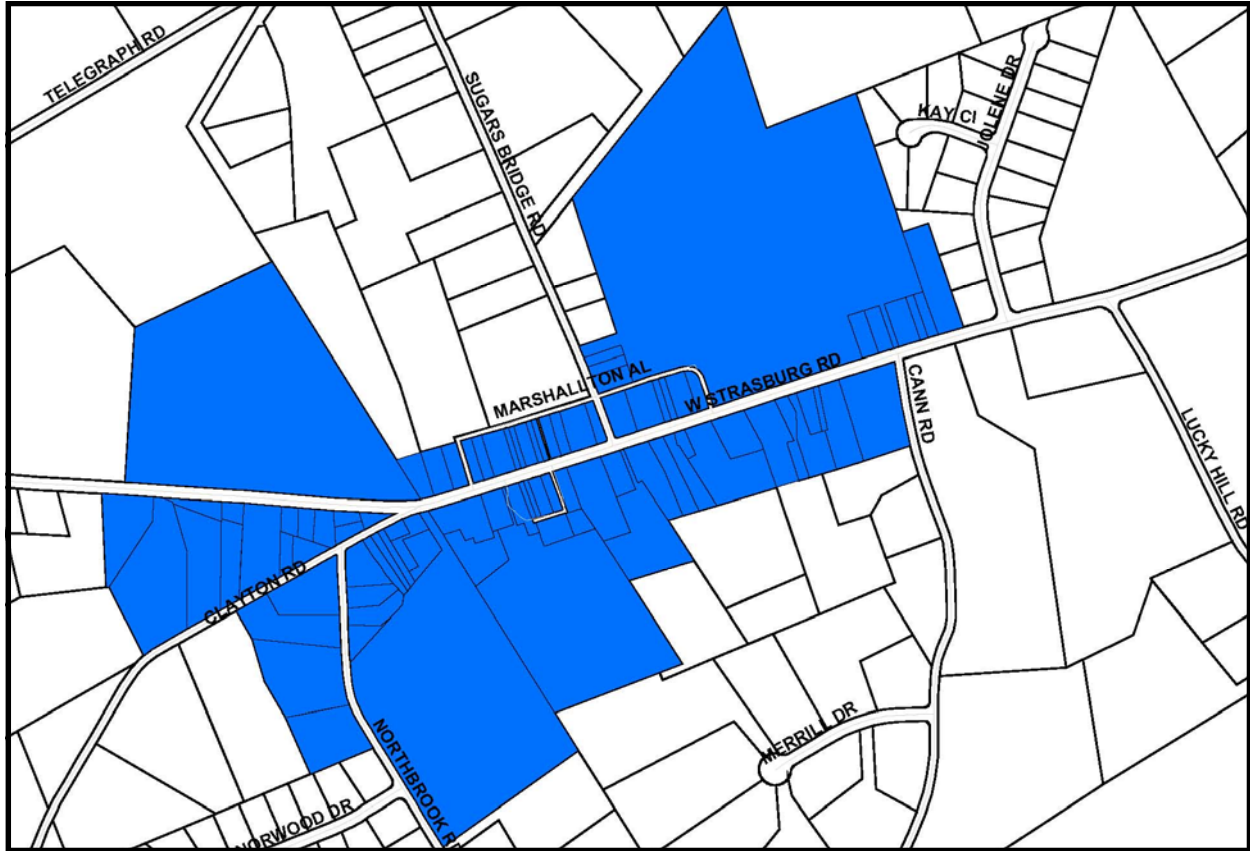 TELEGRAPH RD
SUGARS BRIDGE RD
KAY CI
JOLENE DR
MARSHALLTON AL
W STRASBURG RD
CANN RD
LUCKY HILL RD
CLAYTON RD
MERRILL DR
NORTHBROOK RD
NORWOOD DR